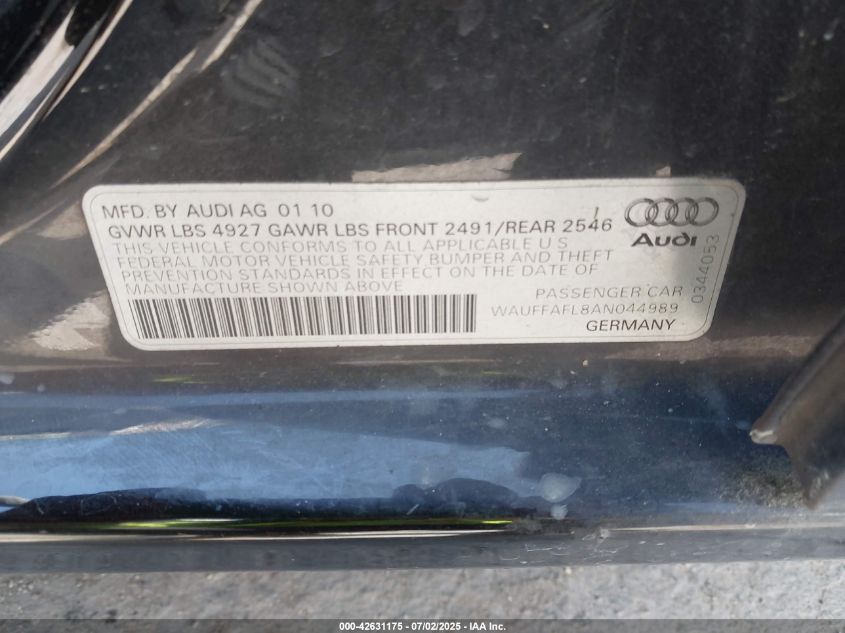 MFD. BY AUDI AG 01 10
GVWR LBS 4927 GAWR LBS FRONT 2491/REAR 2546
THIS VEHICLE CONFORMS TO ALL APPLICABLE U S
FEDERAL MOTOR VEHICLE SAFETY BUMPER AND THEFT
PREVENTION STANDARDS IN EFFECT ON THE DATE OF
MANUFACTURE SHOWN ABOVE
Audi
0344053
PASSENGER CAR
WAUFFAFL8AN044989
GERMANY
000-42631175 | 07/02/2025 | IAA Inc.